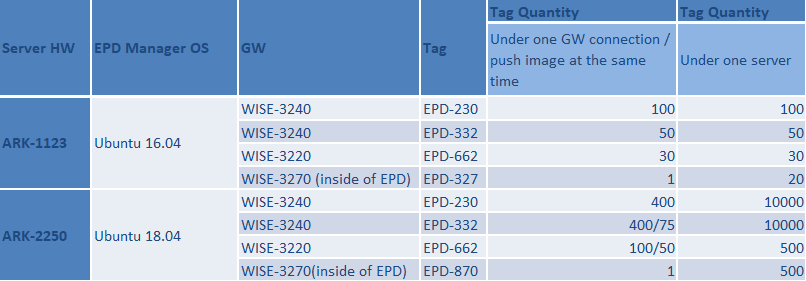 Server HW EPD Manager OS GW Tag Tag Quantity Tag Quantity
Under one GW connection /
push image at the same
time
Under one server
ARK-1123 Ubuntu 16.04
WISE-3240 EPD-230 100 100
WISE-3240 EPD-332 50 50
WISE-3220 EPD-662 30 30
WISE-3270 (inside of EPD) EPD-327 1 20
ARK-2250 Ubuntu 18.04
WISE-3240 EPD-230 400 10000
WISE-3240 EPD-332 400/75 10000
WISE-3220 EPD-662 100/50 500
WISE-3270(inside of EPD) EPD-870 1 500